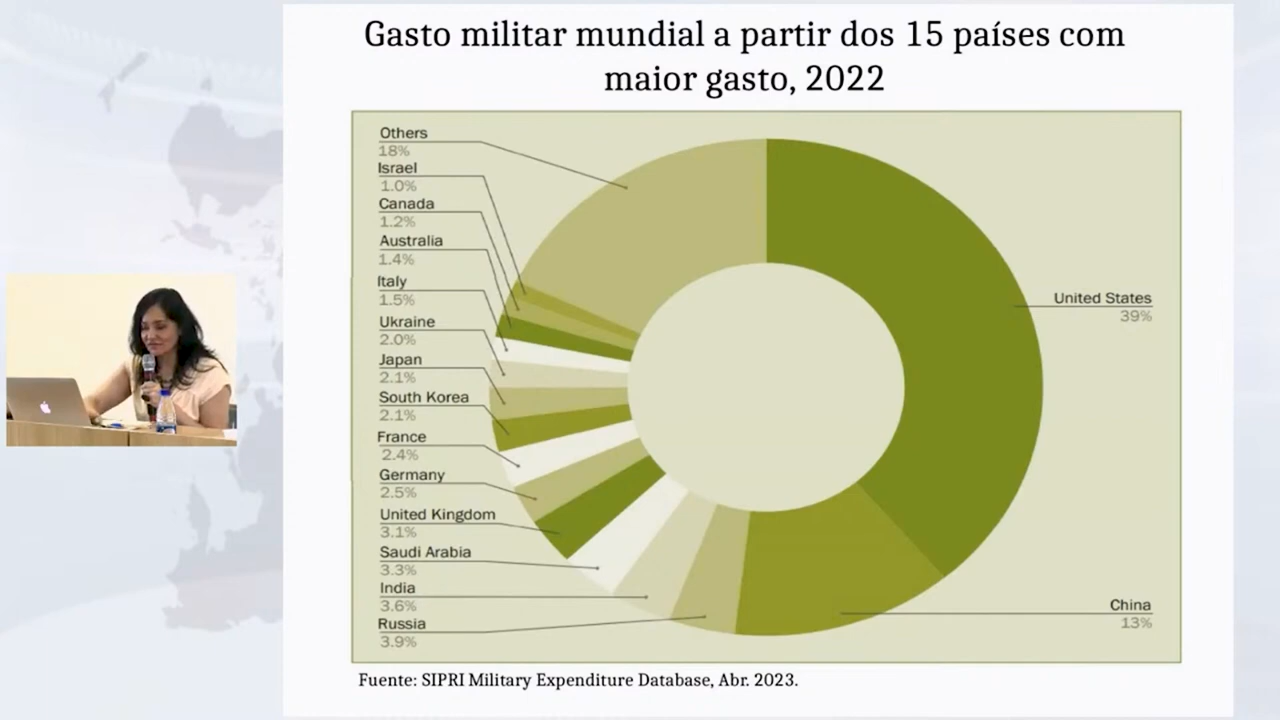 Gasto militar mundial a partir dos 15 países com
maior gasto, 2022
Others
18%
Israel
1.0%
Canada
1.2%
Australia
1.4%
Italy
1.5%
Ukraine
2.0%
Japan
2.1%
South Korea
2.1%
France
2.4%
Germany
2.5%
United Kingdom
3.1%
Saudi Arabia
3.3%
India
3.6%
Russia
3.9%
United States
39%
China
13%
Fuente: SIPRI Military Expenditure Database, Abr. 2023.